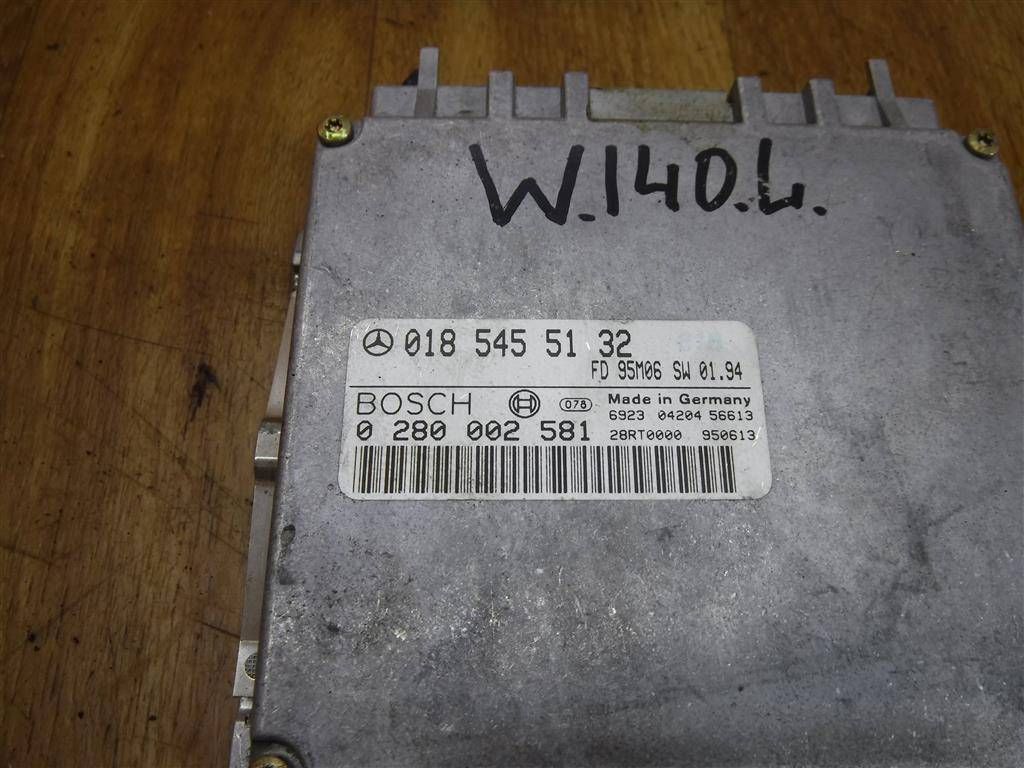 W.140.L.
018 545 51 32
FD 95M06 SW 01.94
BOSCH 078 Made in Germany
6923 04204 56613
0 280 002 581 28RT0000 950613